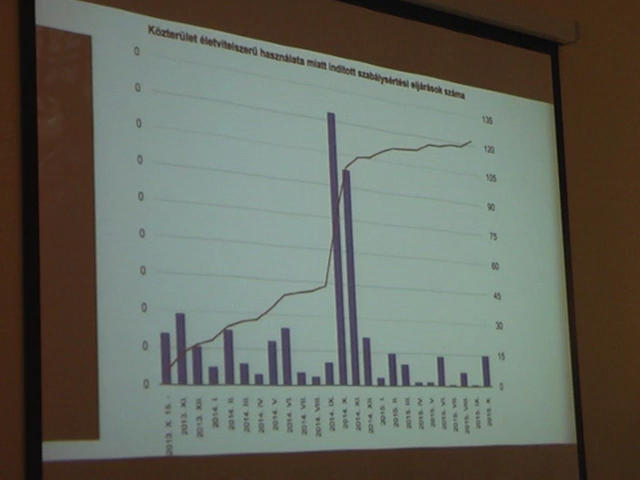 Közterület életvitelszerű használata miatt indított szabálysértési eljárások száma
0
0
0
0
0
0
0
0
0
0
135
120
105
90
75
60
45
30
15
0
2013. X. 15. -
2013. XI.
2013. XII.
2014. I.
2014. II.
2014. III.
2014. IV.
2014. V.
2014. VI.
2014. VII.
2014. VIII.
2014. IX.
2014. X.
2014. XI.
2014. XII.
2015. I.
2015. II.
2015. III.
2015. IV.
2015. V.
2015. VI.
2015. VII.
2015. VIII.
2015. IX.
2015. X.